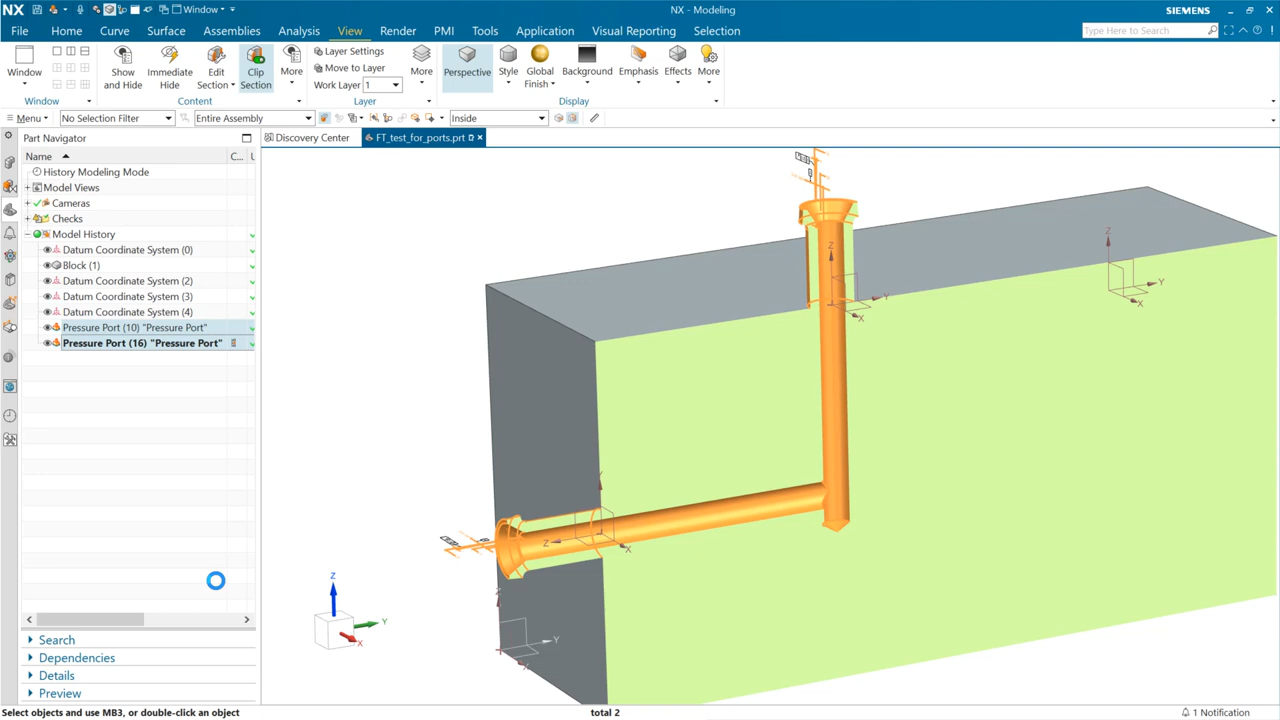 NX
Window
NX - Modeling
SIEMENS
File
Home
Curve
Surface
Assemblies
Analysis
View
Render
PMI
Tools
Application
Visual Reporting
Selection
Type Here to Search
Window
Show and Hide
Immediate Hide
Edit Section
Clip Section
More
Layer Settings
Move to Layer
Work Layer 1
More
Perspective
Style
Global Finish
Background
Emphasis
Effects
More
Window
Content
Layer
Display
Menu
No Selection Filter
Entire Assembly
Inside
Part Navigator
Discovery Center
FT_test_for_ports.prt
Name
C...
History Modeling Mode
Model Views
Cameras
Checks
Model History
Datum Coordinate System (0)
Block (1)
Datum Coordinate System (2)
Datum Coordinate System (3)
Datum Coordinate System (4)
Pressure Port (10) "Pressure Port"
Pressure Port (16) "Pressure Port"
Z
Y
X
Z
Y
X
Z
X
Y
Z
Y
X
Search
Dependencies
Details
Preview
Select objects and use MB3, or double-click an object
total 2
1 Notification